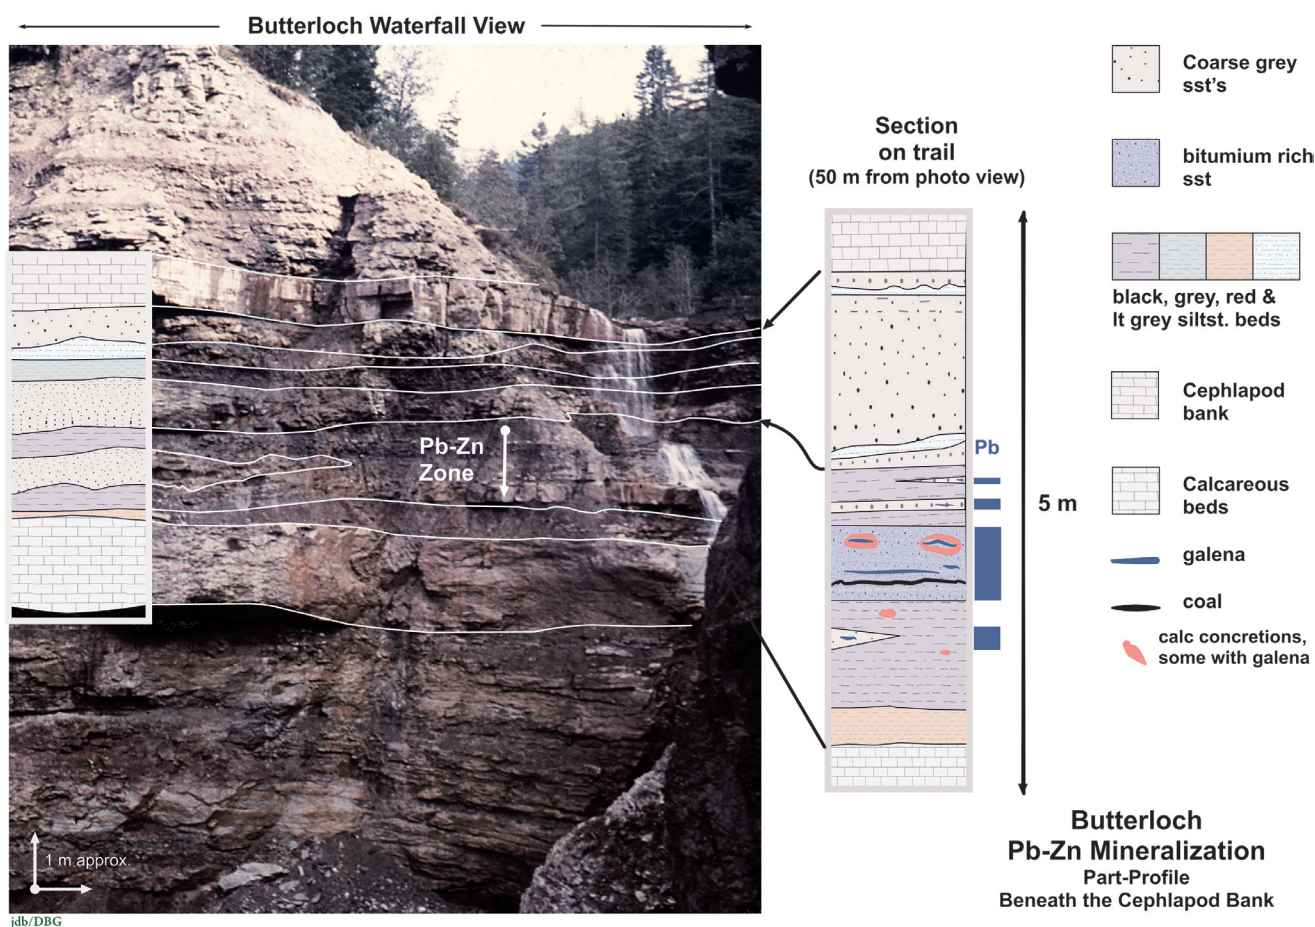 Butterloch Waterfall View
Pb-Zn
Zone
1 m approx.
jdb/DBG
Section
on trail
(50 m from photo view)
Pb
5 m
Coarse grey
sst's
bitumium rich
sst
black, grey, red &
lt grey siltst. beds
Cephlapod
bank
Calcareous
beds
galena
coal
calc concretions,
some with galena
Butterloch
Pb-Zn Mineralization
Part-Profile
Beneath the Cephlapod Bank